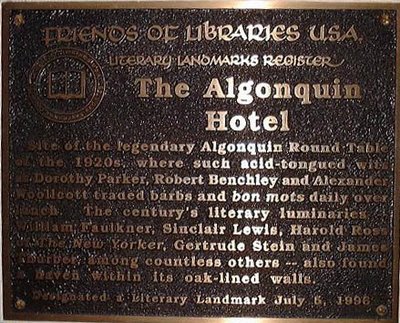 FRIENDS OF LIBRARIES U.S.A.
LITERARY LANDMARKS REGISTER
The Algonquin
Hotel
Site of the legendary Algonquin Round Table
of the 1920s, where such acid-tongued wits
as Dorothy Parker, Robert Benchley and Alexander
Woollcott traded barbs and bon mots daily over
lunch. The century's literary luminaries
William Faulkner, Sinclair Lewis, Harold Ross
of The New Yorker, Gertrude Stein and James
Thurber among countless others -- also found
a haven within its oak-lined walls.
Designated a Literary Landmark July 5, 1996